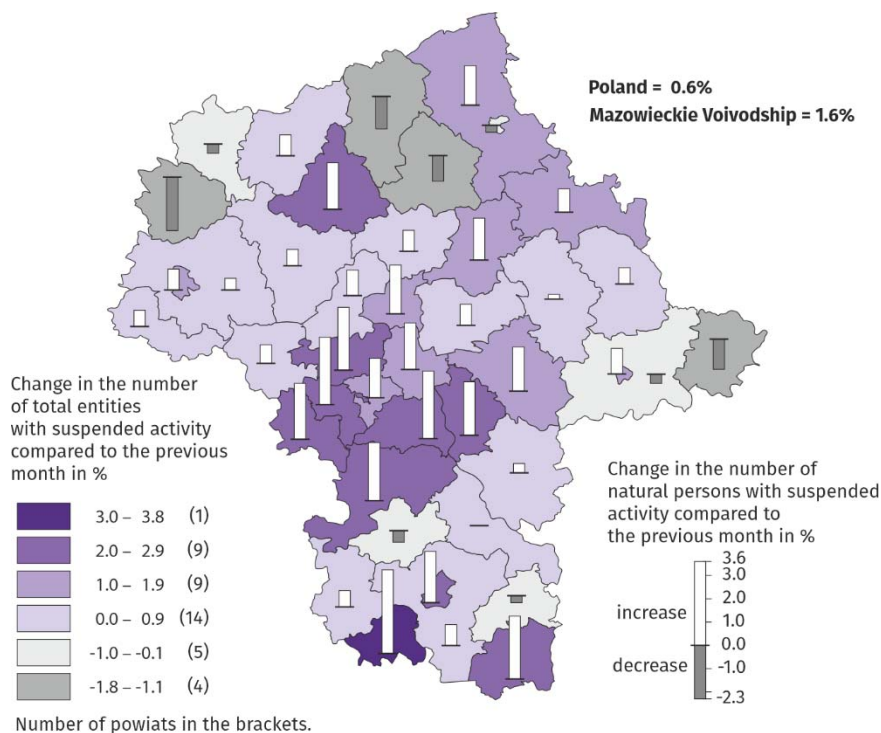 Poland = 0.6%
Mazowieckie Voivodship = 1.6%
Change in the number
of total entities
with suspended activity
compared to the previous
month in %
3.0 – 3.8 (1)
2.0 – 2.9 (9)
1.0 – 1.9 (9)
0.0 – 0.9 (14)
-1.0 – -0.1 (5)
-1.8 – -1.1 (4)
Number of powiats in the brackets.
Change in the number of
natural persons with suspended
activity compared to
the previous month in %
3.6
3.0
2.0
increase
1.0
0.0
decrease
-1.0
-2.3